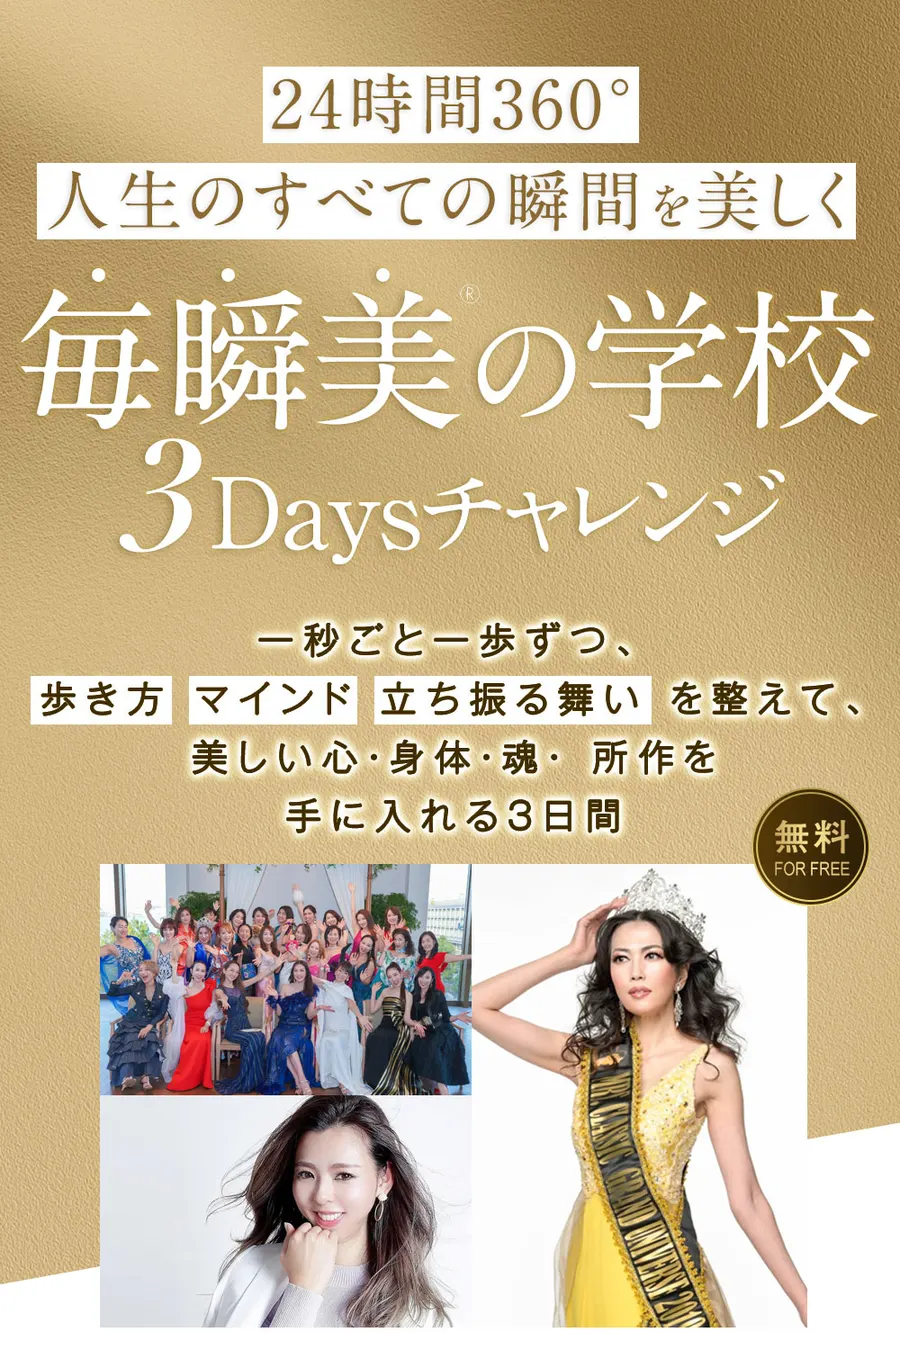 24時間360°
人生のすべての瞬間を美しく
毎瞬美®の学校
3Daysチャレンジ
一秒ごと一歩ずつ、
歩き方 マインド 立ち振る舞い を整えて、
美しい心・身体・魂・ 所作を
手に入れる3日間
無料
FOR FREE
CLASSIC GRAND UNIVERSE